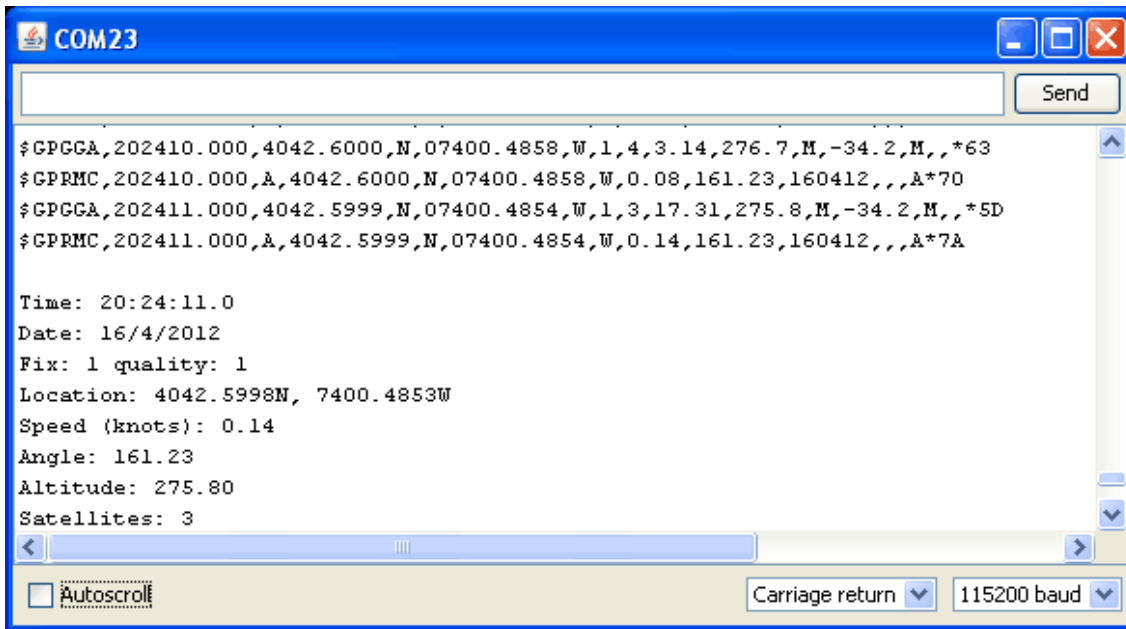 COM23
Send
$GPGGA,202410.000,4042.6000,N,07400.4858,W,1,4,3.14,276.7,M,-34.2,M,,*63
$GPRMC,202410.000,A,4042.6000,N,07400.4858,W,0.08,161.23,160412,,,A*70
$GPGGA,202411.000,4042.5999,N,07400.4854,W,1,3,17.31,275.8,M,-34.2,M,,*5D
$GPRMC,202411.000,A,4042.5999,N,07400.4854,W,0.14,161.23,160412,,,A*7A
Time: 20:24:11.0
Date: 16/4/2012
Fix: 1 quality: 1
Location: 4042.5998N, 7400.4853W
Speed (knots): 0.14
Angle: 161.23
Altitude: 275.80
Satellites: 3
Autoscroll
Carriage return
115200 baud